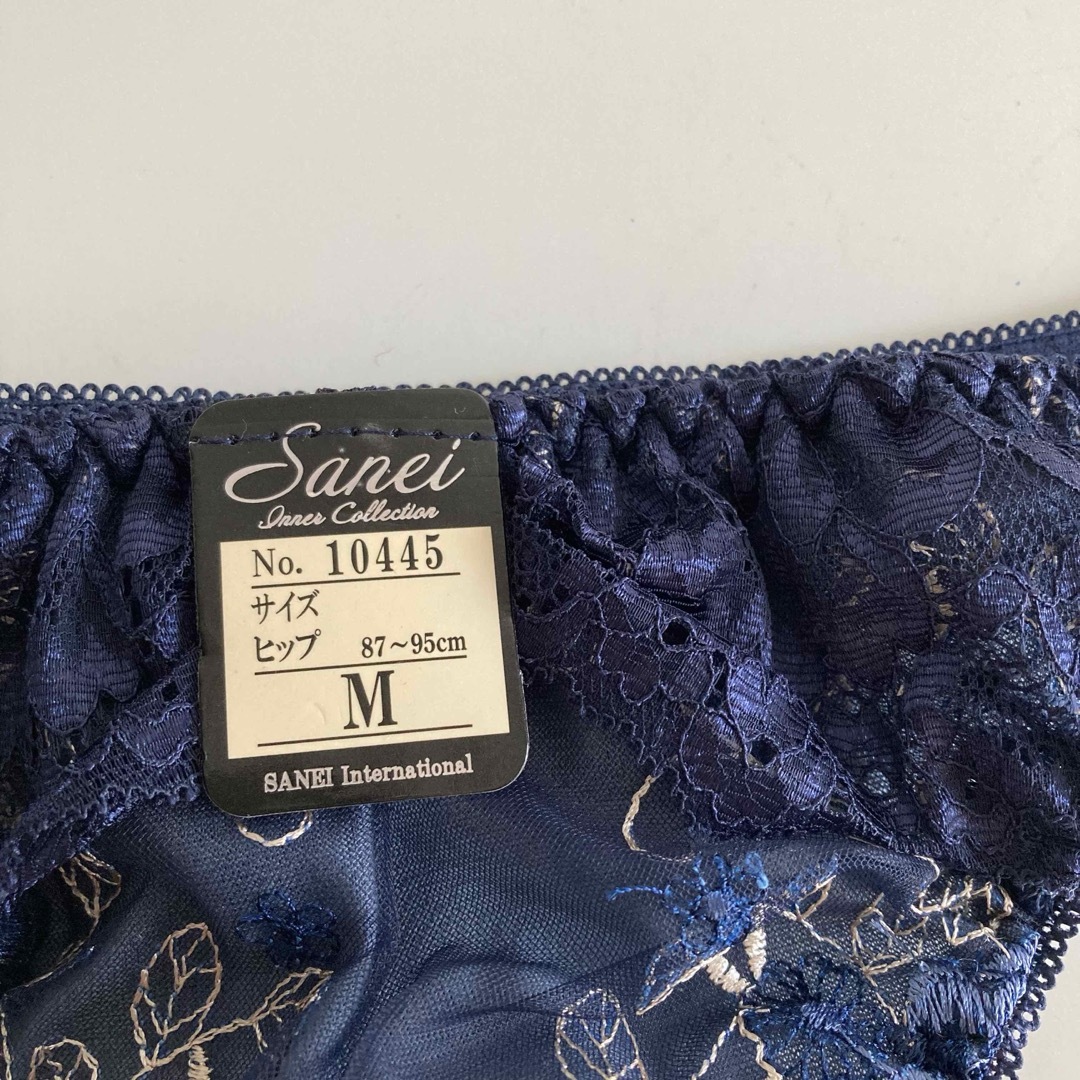 Sanei
Inner Collection
No. 10445
サイズ
ヒップ 87～95cm
M
SANEI International